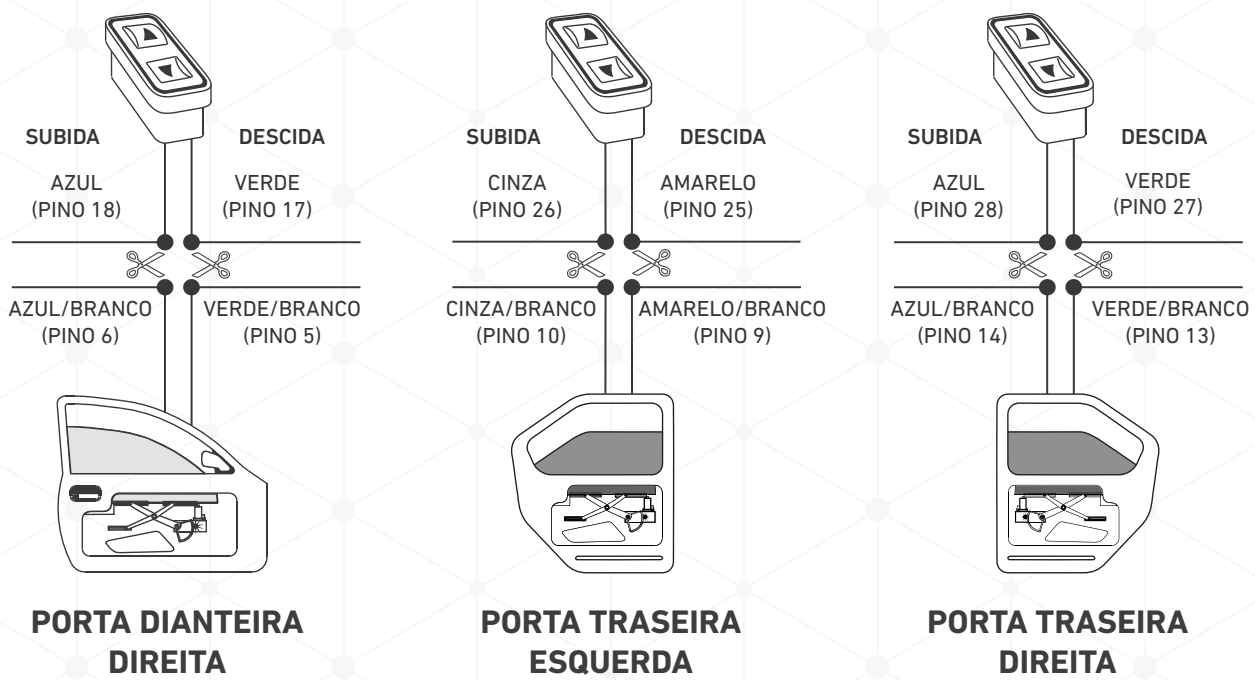 SUBIDA
DESCIDA
AZUL
(PINO 18)
VERDE
(PINO 17)
AZUL/BRANCO
(PINO 6)
VERDE/BRANCO
(PINO 5)
PORTA DIANTEIRA
DIREITA
SUBIDA
DESCIDA
CINZA
(PINO 26)
AMARELO
(PINO 25)
CINZA/BRANCO
(PINO 10)
AMARELO/BRANCO
(PINO 9)
PORTA TRASEIRA
ESQUERDA
SUBIDA
DESCIDA
AZUL
(PINO 28)
VERDE
(PINO 27)
AZUL/BRANCO
(PINO 14)
VERDE/BRANCO
(PINO 13)
PORTA TRASEIRA
DIREITA